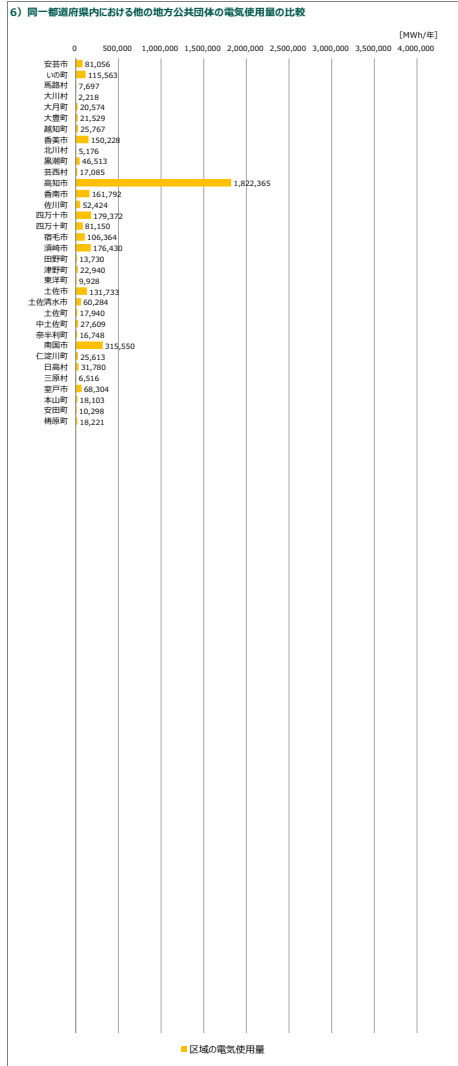 6）同一都道府県内における他の地方公共団体の電気使用量の比較
[MWh/年]
0 500,000 1,000,000 1,500,000 2,000,000 2,500,000 3,000,000 3,500,000 4,000,000
安芸市 81,056
いの町 115,563
馬路村 7,697
大川村 2,218
大月町 20,574
大豊町 21,529
越知町 25,767
香美市 150,228
北川村 5,176
黒潮町 46,513
芸西村 17,085
高知市 1,822,365
香南市 161,792
佐川町 52,424
四万十市 179,372
四万十町 81,150
宿毛市 106,364
須崎市 176,430
田野町 13,730
津野町 22,940
東洋町 9,928
土佐市 131,733
土佐清水市 60,284
土佐町 17,940
中土佐町 27,609
奈半利町 16,748
南国市 315,550
仁淀川町 25,613
日高村 31,780
三原村 6,516
室戸市 68,304
本山町 18,103
安田町 10,298
梼原町 18,221
区域の電気使用量